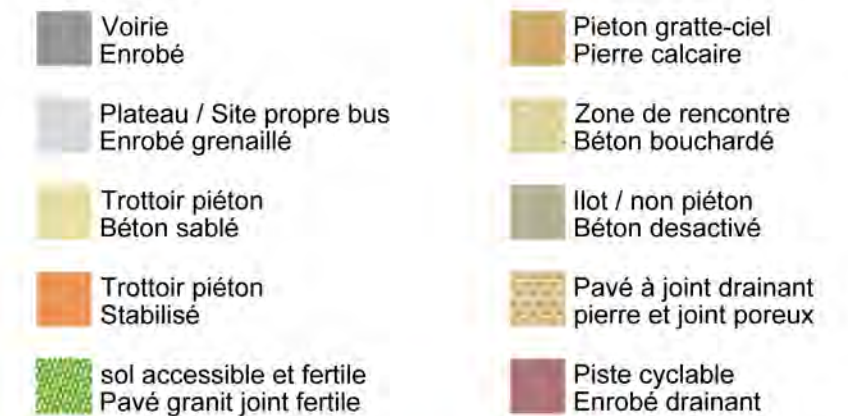 Voirie
Enrobé
Plateau / Site propre bus
Enrobé grenaillé
Trottoir piéton
Béton sablé
Trottoir piéton
Stabilisé
sol accessible et fertile
Pavé granit joint fertile
Pieton gratte-ciel
Pierre calcaire
Zone de rencontre
Béton bouchardé
Ilot / non piéton
Béton desactivé
Pavé à joint drainant
pierre et joint poreux
Piste cyclable
Enrobé drainant